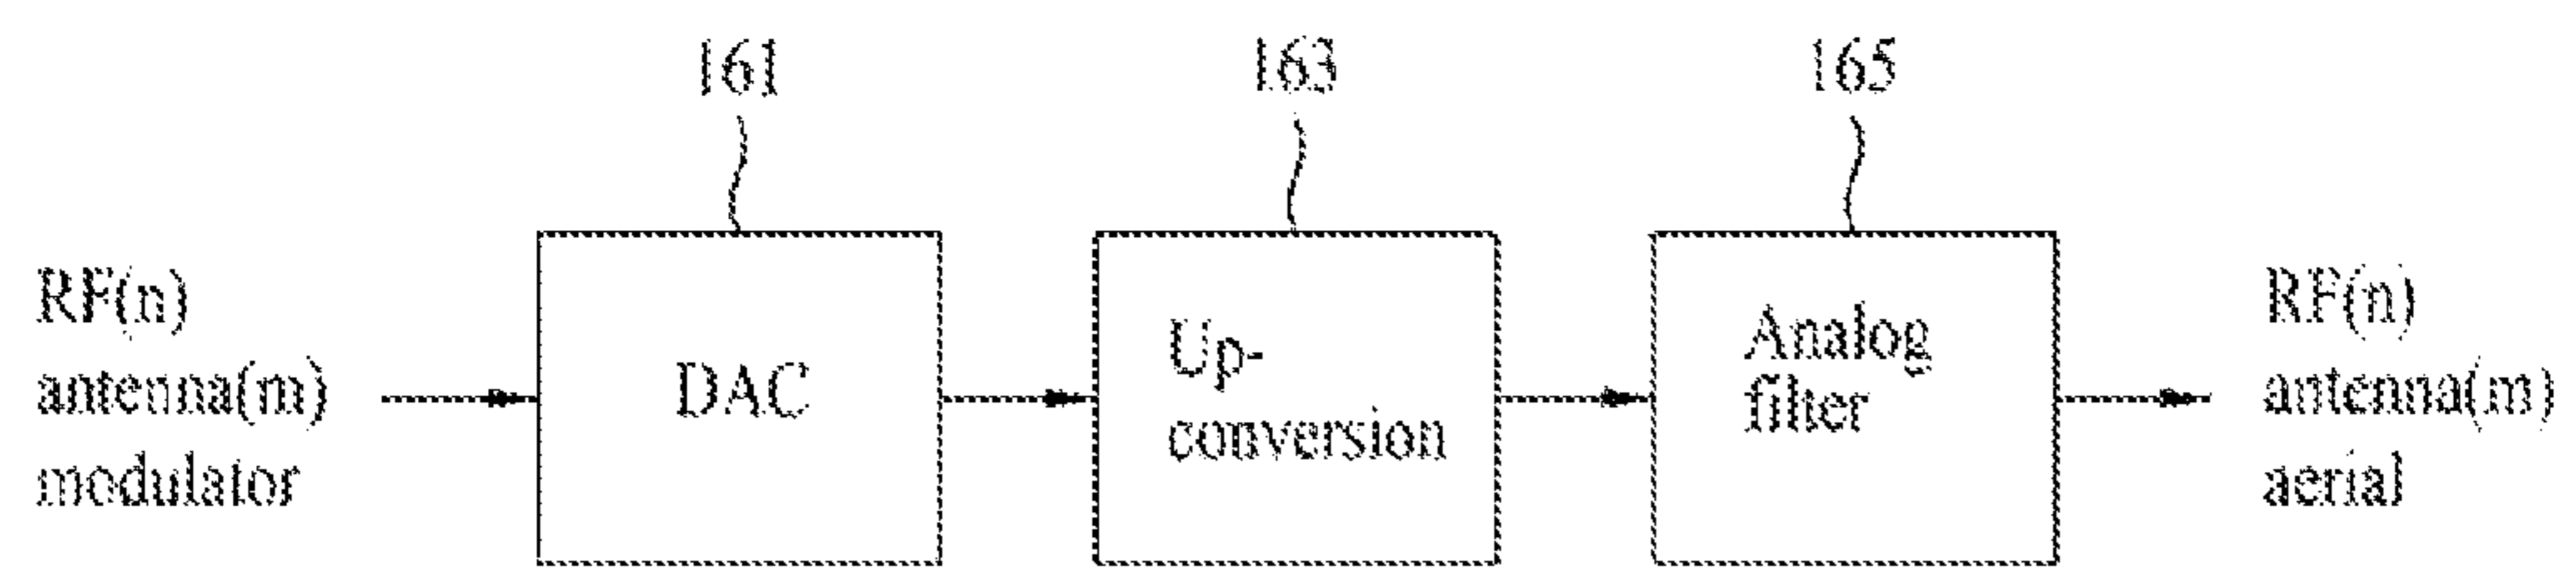 161
163
165
RF(n)
antenna(m)
modulator
DAC
Up-
conversion
Analog
filter
RF(n)
antenna(m)
aerial